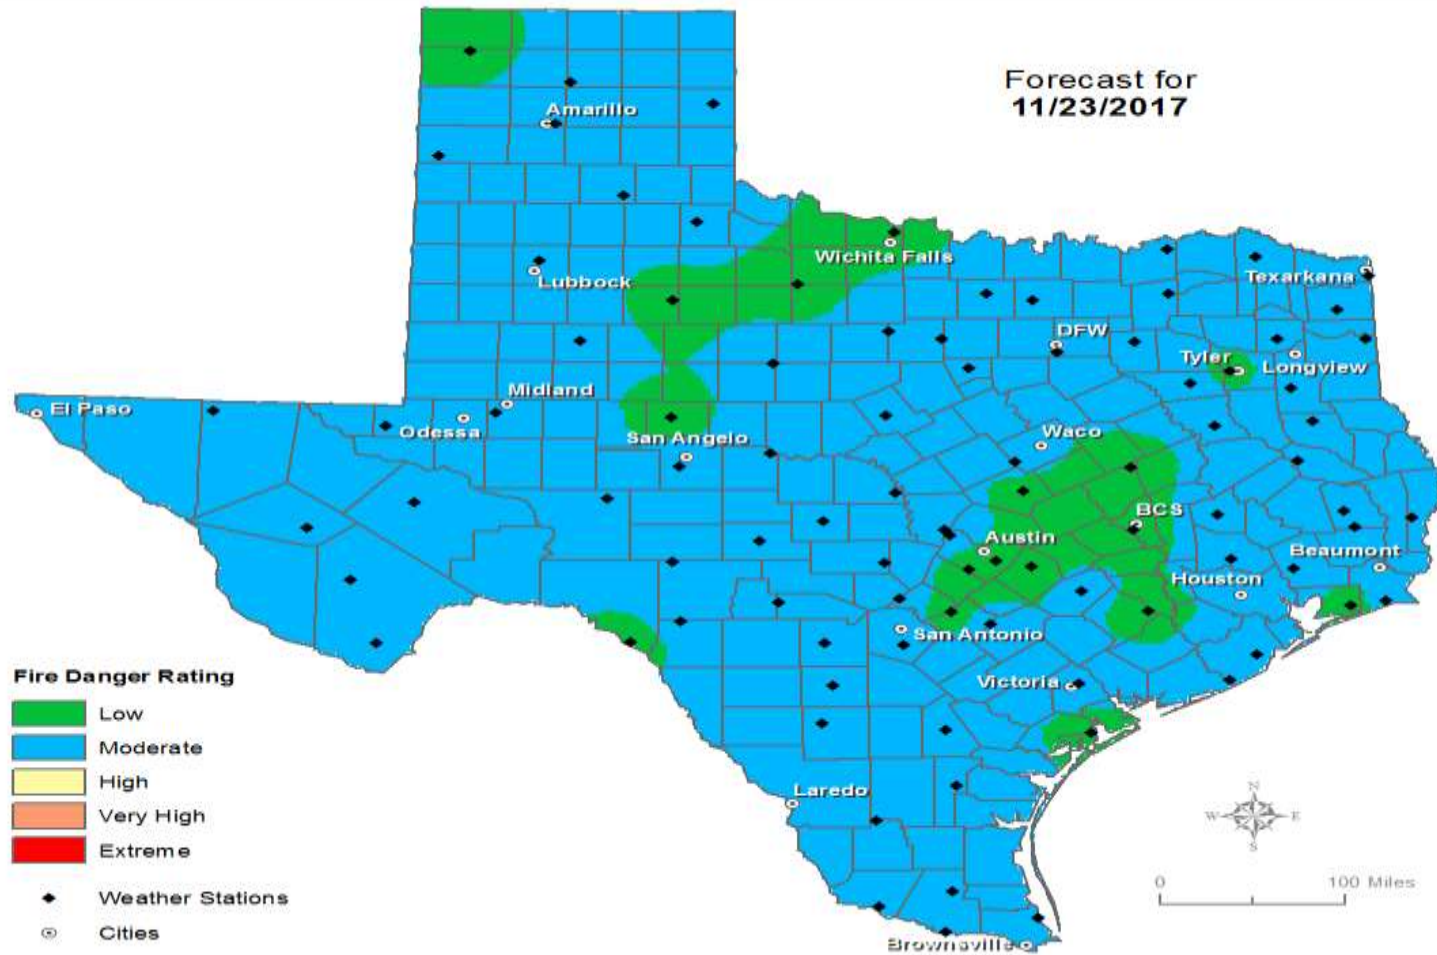 Forecast for
11/23/2017
Amarillo
Wichita Falls
Lubbock
Texarkana
DFW
Tyler
Longview
Midland
El Paso
Odessa
San Angelo
Waco
BCS
Austin
Beaumont
Houston
San Antonio
Victoria
Laredo
Brownsville
Fire Danger Rating
Low
Moderate
High
Very High
Extreme
Weather Stations
Cities
N
W E
S
0 100 Miles